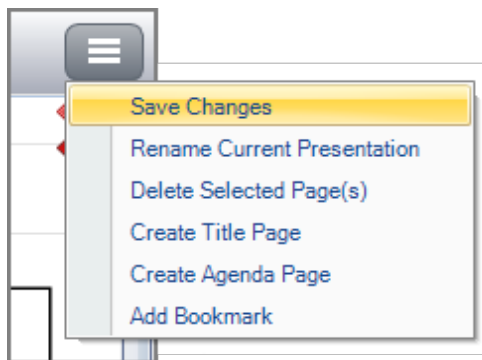 Save Changes
Rename Current Presentation
Delete Selected Page(s)
Create Title Page
Create Agenda Page
Add Bookmark